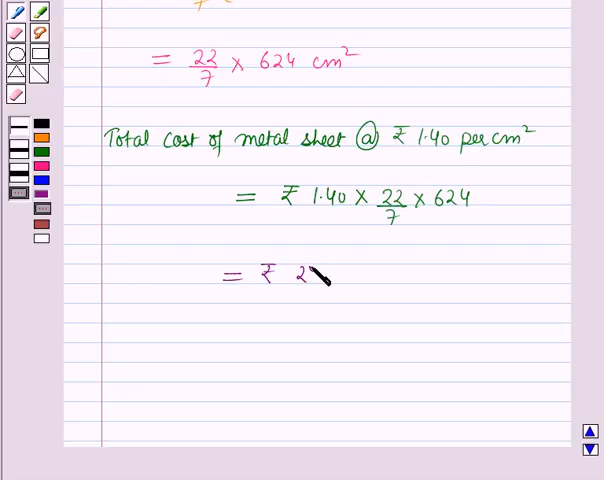 = 22/7 × 624 cm²
Total cost of metal sheet @ ₹ 1.40 per cm²
= ₹ 1.40 × 22/7 × 624
= ₹ 2